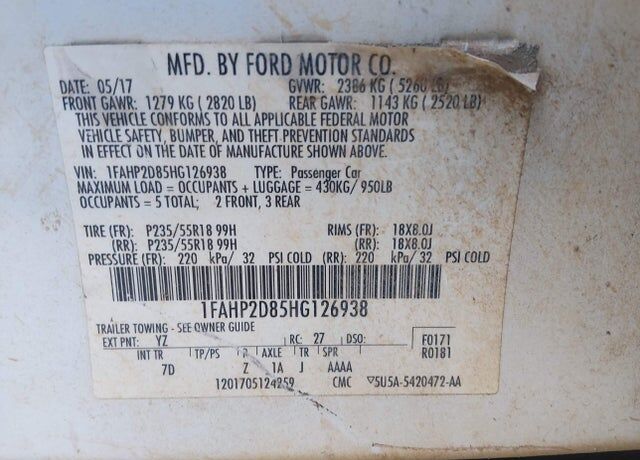 MFD. BY FORD MOTOR CO.
DATE: 05/17 GVWR: 2386 KG ( 5260 LB)
FRONT GAWR: 1279 KG ( 2820 LB) REAR GAWR: 1143 KG ( 2520 LB)
THIS VEHICLE CONFORMS TO ALL APPLICABLE FEDERAL MOTOR
VEHICLE SAFETY, BUMPER, AND THEFT PREVENTION STANDARDS
IN EFFECT ON THE DATE OF MANUFACTURE SHOWN ABOVE.
VIN: 1FAHP2D85HG126938 TYPE: Passenger Car
MAXIMUM LOAD = OCCUPANTS + LUGGAGE = 430KG/ 950LB
OCCUPANTS = 5 TOTAL; 2 FRONT, 3 REAR
TIRE (FR): P235/55R18 99H RIMS (FR): 18X8.0J
(RR): P235/55R18 99H (RR): 18X8.0J
PRESSURE (FR): 220 kPa/ 32 PSI COLD (RR): 220 kPa/ 32 PSI COLD
1FAHP2D85HG126938
TRAILER TOWING - SEE OWNER GUIDE
EXT PNT: YZ RC: 27 DSO: F0171
INT TR TP/PS R AXLE TR SPR R0181
7D Z 1A J AAAA
1201705124259 CMC ▽5U5A-5420472-AA